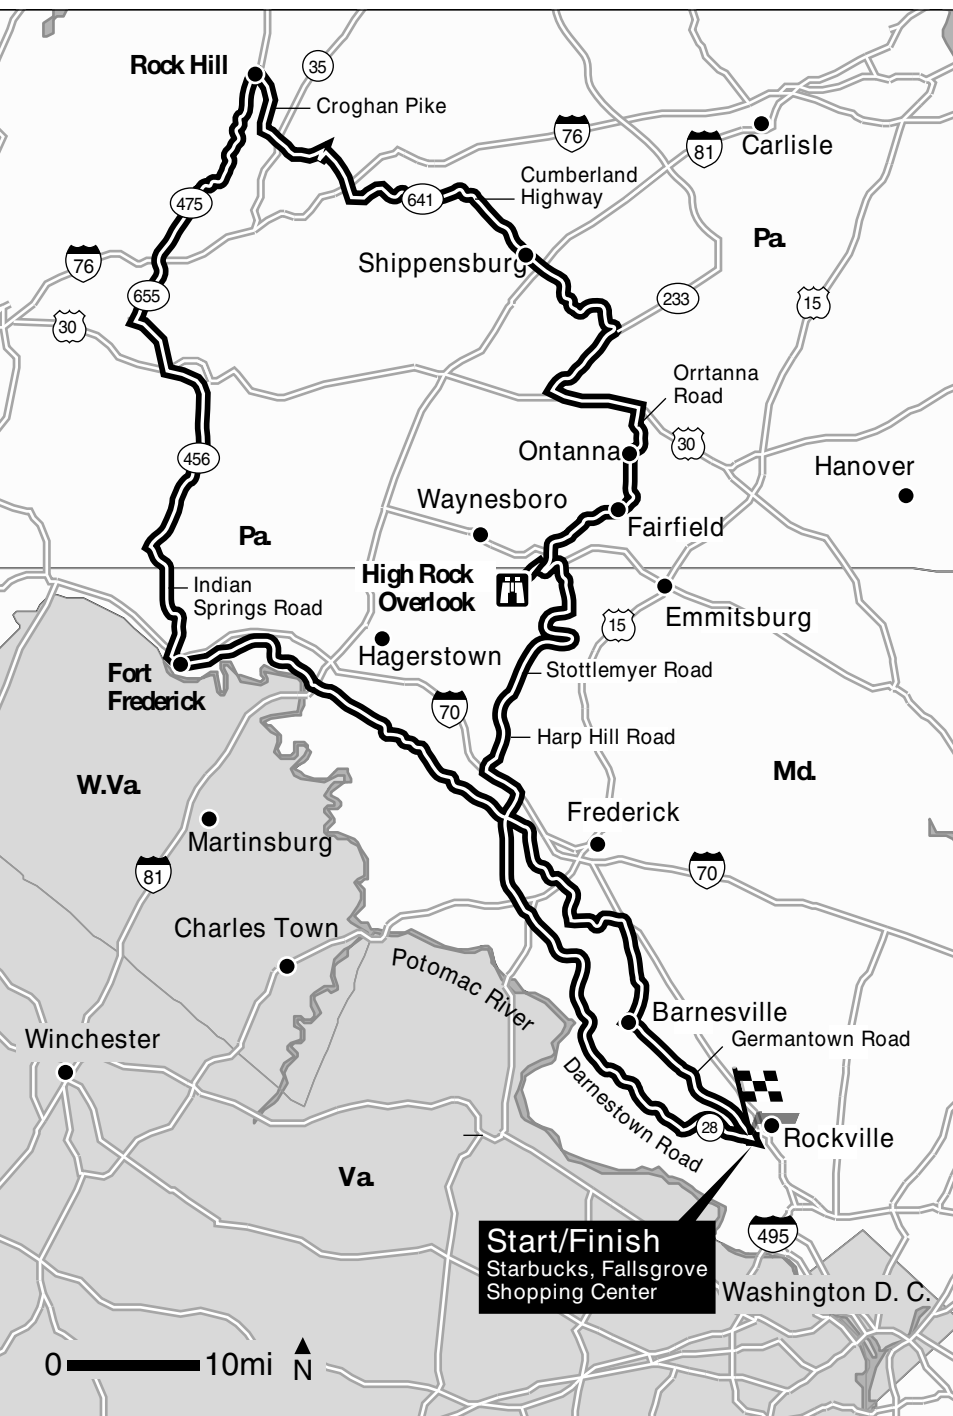 Rock Hill
35
Croghan Pike
76
81
Carlisle
Cumberland
Highway
475
641
Pa.
Shippensburg
76
655
233
15
30
Orrtanna
Road
30
Ontanna
456
Hanover
Waynesboro
Fairfield
Pa.
High Rock
Overlook
Indian
Springs Road
Emmitsburg
15
Hagerstown
Stottlemyer Road
Fort
Frederick
70
Harp Hill Road
W.Va.
Md.
Frederick
Martinsburg
81
70
Charles Town
Potomac River
Barnesville
Winchester
Germantown Road
Darnestown Road
28
Rockville
Va.
Start/Finish
Starbucks, Fallsgrove
Shopping Center
495
Washington D. C.
0 10mi N